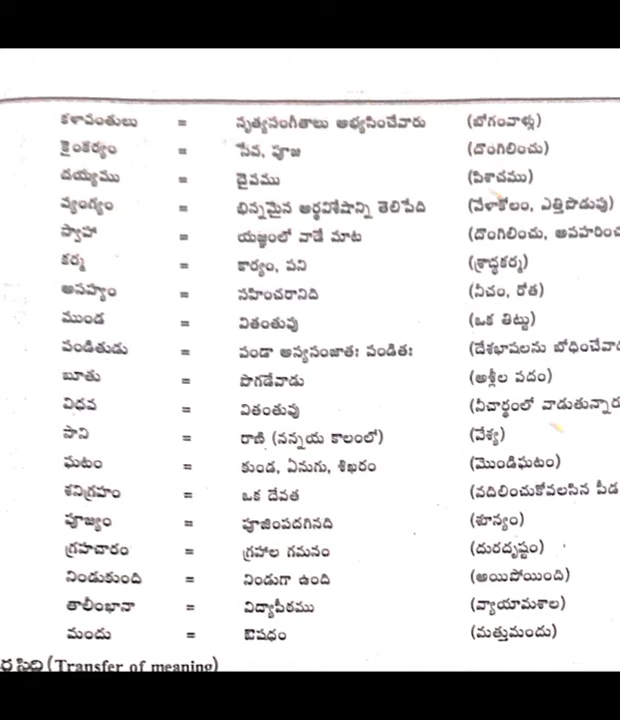 కళావంతులు = నృత్యసంగీతాలు అభ్యసించేవారు (బోగంవాళ్లు)
కైంకర్యం = సేవ, పూజ (దొంగిలించు)
దయ్యము = దైవము (పిశాచము)
వ్యంగ్యం = భిన్నమైన అర్థవిశేషాన్ని తెలిపేది (వేళాకోలం, ఎత్తిపొడుపు)
స్వాహా = యజ్ఞంలో వాడే మాట (దొంగిలించు, అపహరించ
కర్మ = కార్యం, పని (శ్రాద్ధకర్మ)
అసహ్యం = సహించరానిది (నీచం, రోత)
ముండ = వితంతువు (ఒక తిట్టు)
పండితుడు = పండా అస్యసంజాతః పండితః (దేశభాషలను బోధించేవా
బూతు = పొగడేవాడు (అశ్లీల పదం)
విధవ = వితంతువు (నీచార్థంలో వాడుతున్నారు
సాని = రాణి (నన్నయ కాలంలో) (వేశ్య)
ఘటం = కుండ, ఏనుగు, శిఖరం (మొండిఘటం)
శనిగ్రహం = ఒక దేవత (వదిలించుకోవలసిన పీడ
పూజ్యం = పూజింపదగినది (శూన్యం)
గ్రహచారం = గ్రహాల గమనం (దురదృష్టం)
నిండుకుంది = నిండుగా ఉంది (అయిపోయింది)
తాలీంఖానా = విద్యాపీఠము (వ్యాయామశాల)
మందు = ఔషధం (మత్తుమందు)
(Transfer of meaning)